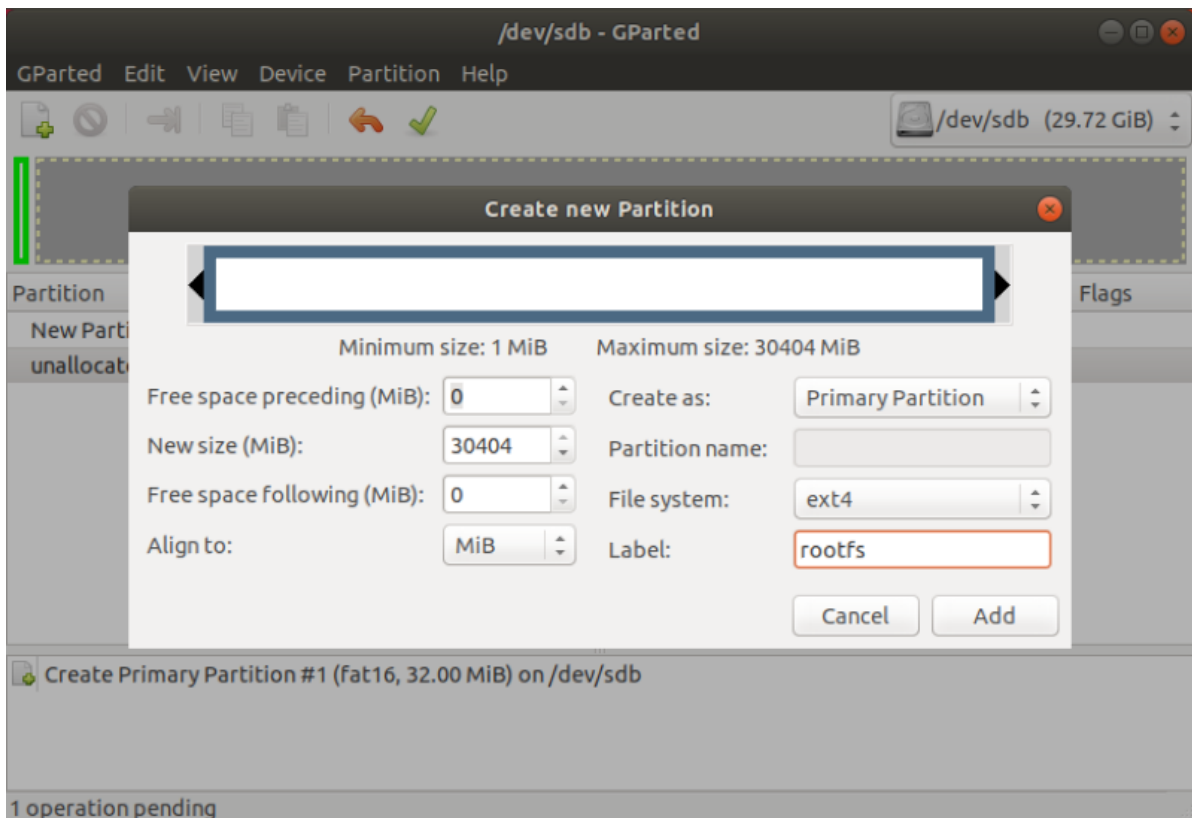 /dev/sdb - GParted
GParted Edit View Device Partition Help
/dev/sdb (29.72 GiB)
Create new Partition
Partition
Flags
New Parti
unallocat
Minimum size: 1 MiB Maximum size: 30404 MiB
Free space preceding (MiB): 0 Create as: Primary Partition
New size (MiB): 30404 Partition name:
Free space following (MiB): 0 File system: ext4
Align to: MiB Label: rootfs
Cancel Add
Create Primary Partition #1 (fat16, 32.00 MiB) on /dev/sdb
1 operation pending